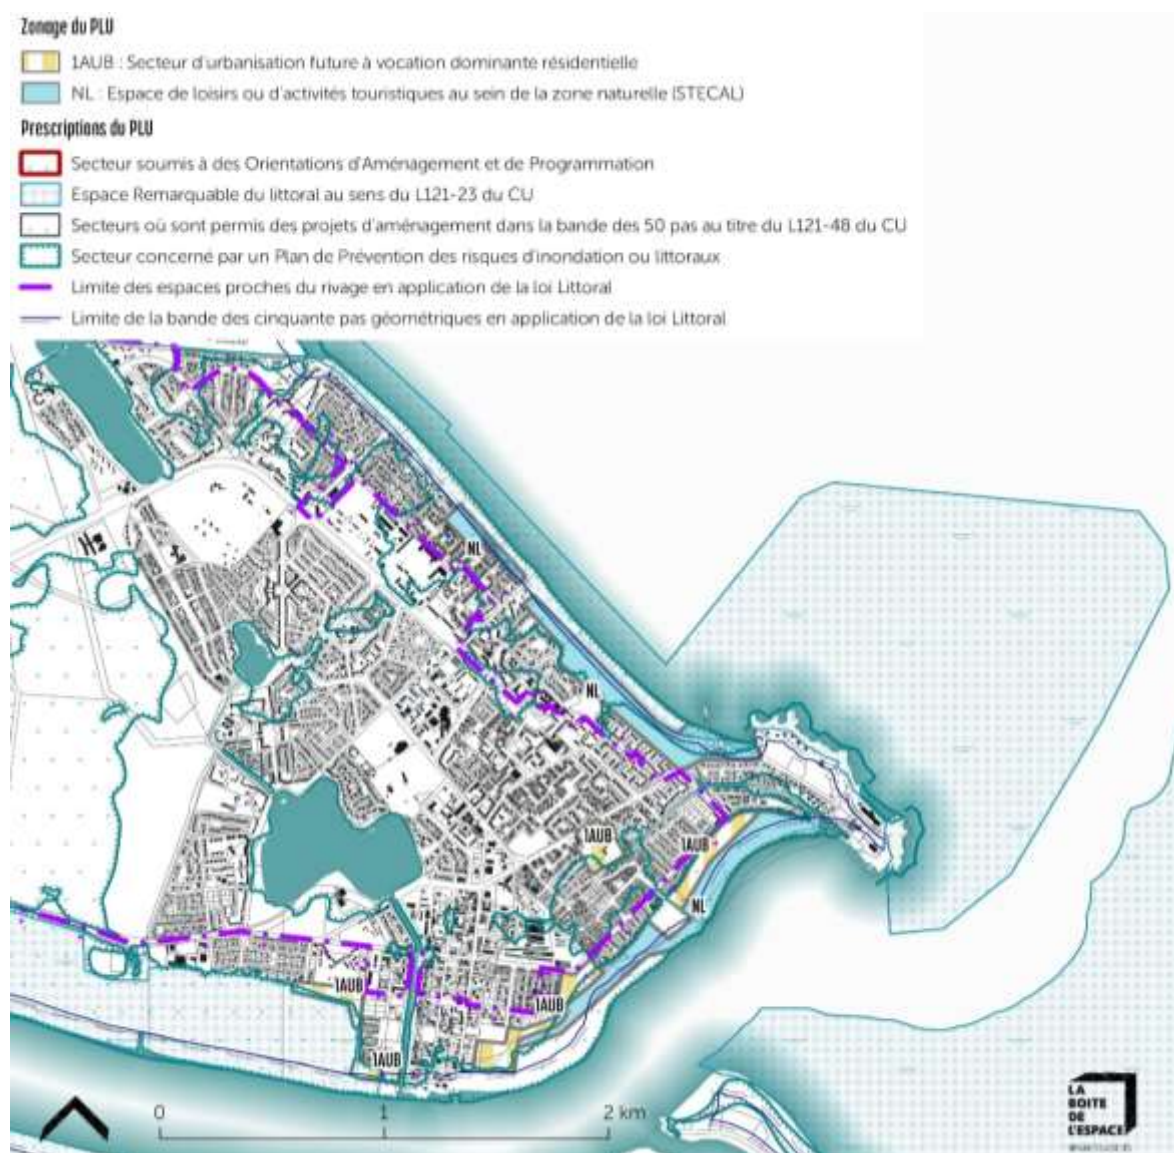 Zonage du PLU
1AUB : Secteur d'urbanisation future à vocation dominante résidentielle
NL : Espace de loisirs ou d'activités touristiques au sein de la zone naturelle (STECAL)
Prescriptions du PLU
Secteur soumis à des Orientations d'Aménagement et de Programmation
Espace Remarquable du littoral au sens du L121-23 du CU
Secteurs où sont permis des projets d'aménagement dans la bande des 50 pas au titre du L121-48 du CU
Secteur concerné par un Plan de Prévention des risques d'inondation ou littoraux
Limite des espaces proches du rivage en application de la loi Littoral
Limite de la bande des cinquante pas géométriques en application de la loi Littoral
NL
NL
1AUB
1AUB
NL
1AUB
1AUB
1AUB
0 1 2 km
LA
BOITE
DE
L'ESPACE